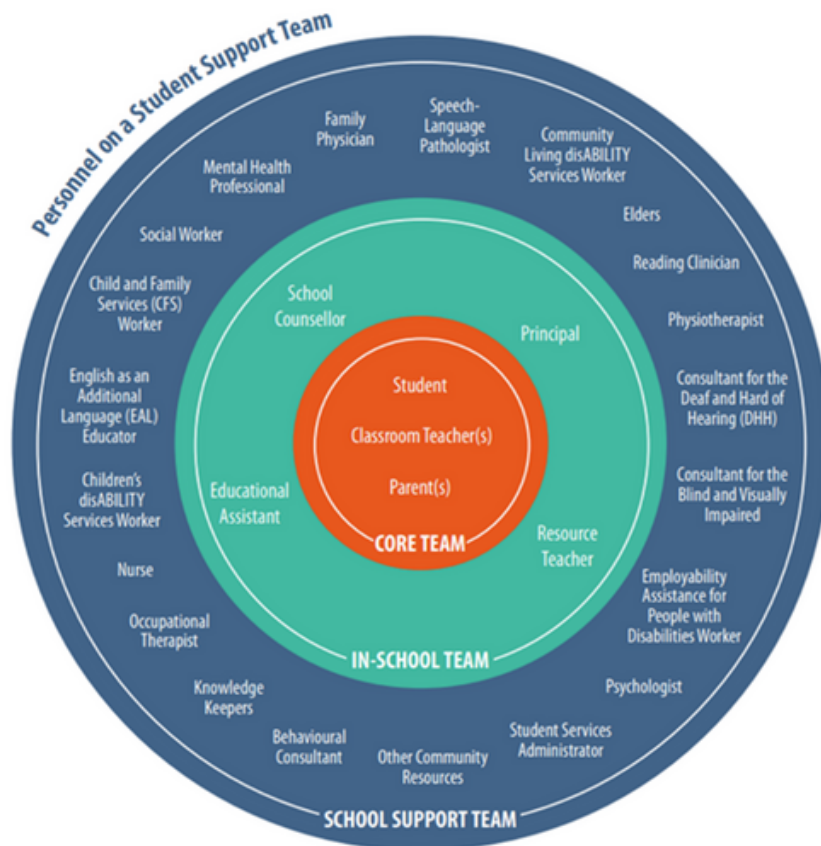 Personnel on a Student Support Team
Family
Physician
Speech-
Language
Pathologist
Community
Living disABILITY
Services Worker
Elders
Reading Clinician
Physiotherapist
Consultant for the
Deaf and Hard of
Hearing (DHH)
Consultant for the
Blind and Visually
Impaired
Employability
Assistance for
People with
Disabilities Worker
Psychologist
Student Services
Administrator
Other Community
Resources
Behavioural
Consultant
Knowledge
Keepers
Occupational
Therapist
Nurse
Children's
disABILITY
Services Worker
English as an
Additional
Language (EAL)
Educator
Child and Family
Services (CFS)
Worker
Social Worker
Mental Health
Professional
SCHOOL SUPPORT TEAM
School
Counsellor
Principal
Resource
Teacher
Educational
Assistant
IN-SCHOOL TEAM
Student
Classroom Teacher(s)
Parent(s)
CORE TEAM